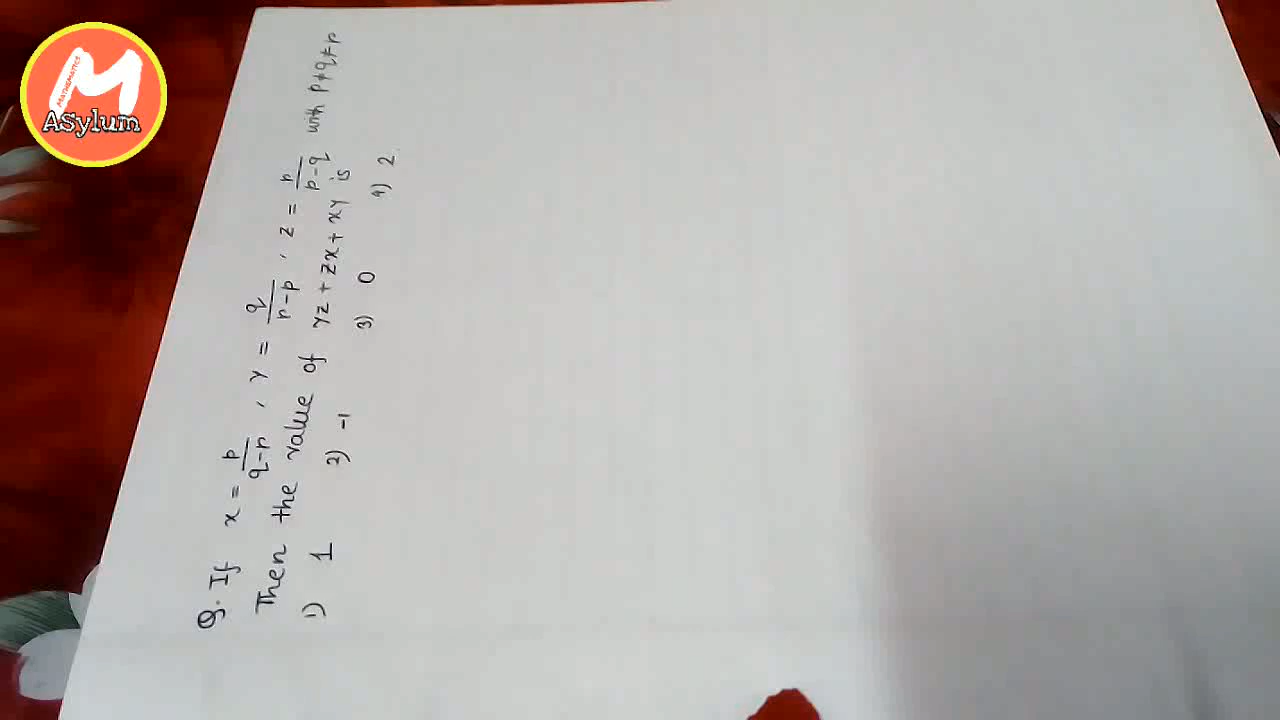 M
MATHEMATICS
ASylum
Q. If x = p/(q-r), y = q/(r-p), z = r/(p-q) with p≠q≠r
Then the value of yz + zx + xy is
1) 1 2) -1 3) 0 4) 2